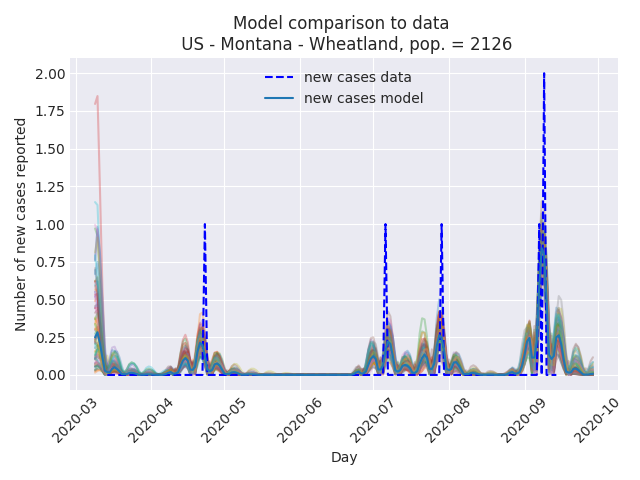 Model comparison to data
US - Montana - Wheatland, pop. = 2126
new cases data
new cases model
Number of new cases reported
2.00
1.75
1.50
1.25
1.00
0.75
0.50
0.25
0.00
2020-03
2020-04
2020-05
2020-06
2020-07
2020-08
2020-09
2020-10
Day